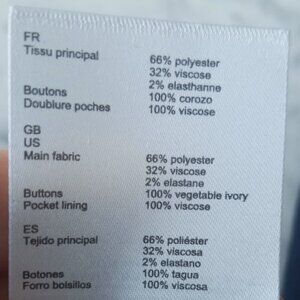 FR
Tissu principal 66% polyester
32% viscose
2% elasthanne
Boutons 100% corozo
Doublure poches 100% viscose
GB
US
Main fabric 66% polyester
32% viscose
2% elastane
Buttons 100% vegetable ivory
Pocket lining 100% viscose
ES
Tejido principal 66% poliéster
32% viscosa
2% elastano
Botones 100% tagua
Forro bolsillos 100% viscosa